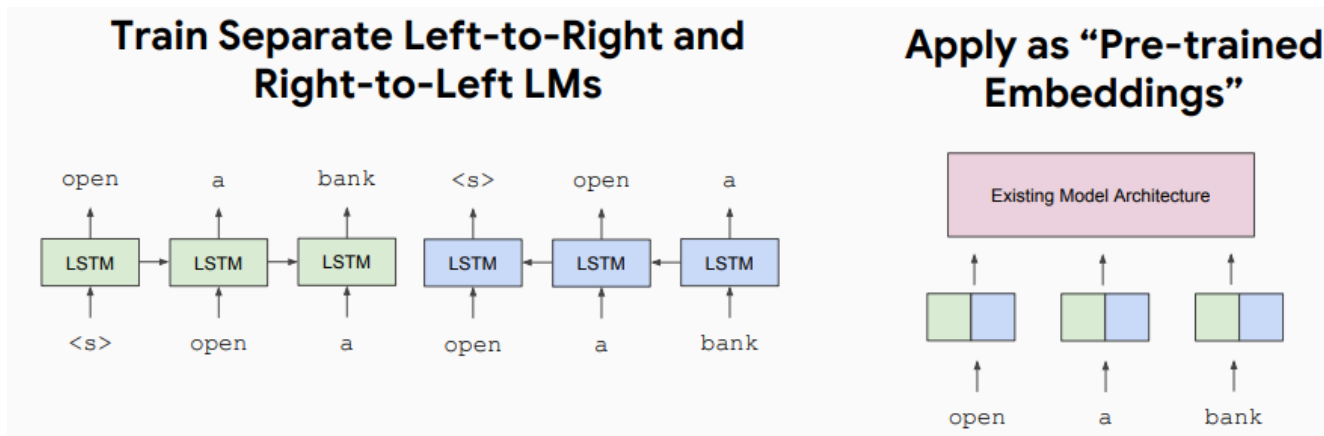 Train Separate Left-to-Right and
Right-to-Left LMs
open a bank <s> open a
LSTM LSTM LSTM LSTM LSTM LSTM
<s> open a open a bank
Apply as “Pre-trained
Embeddings”
Existing Model Architecture
open a bank